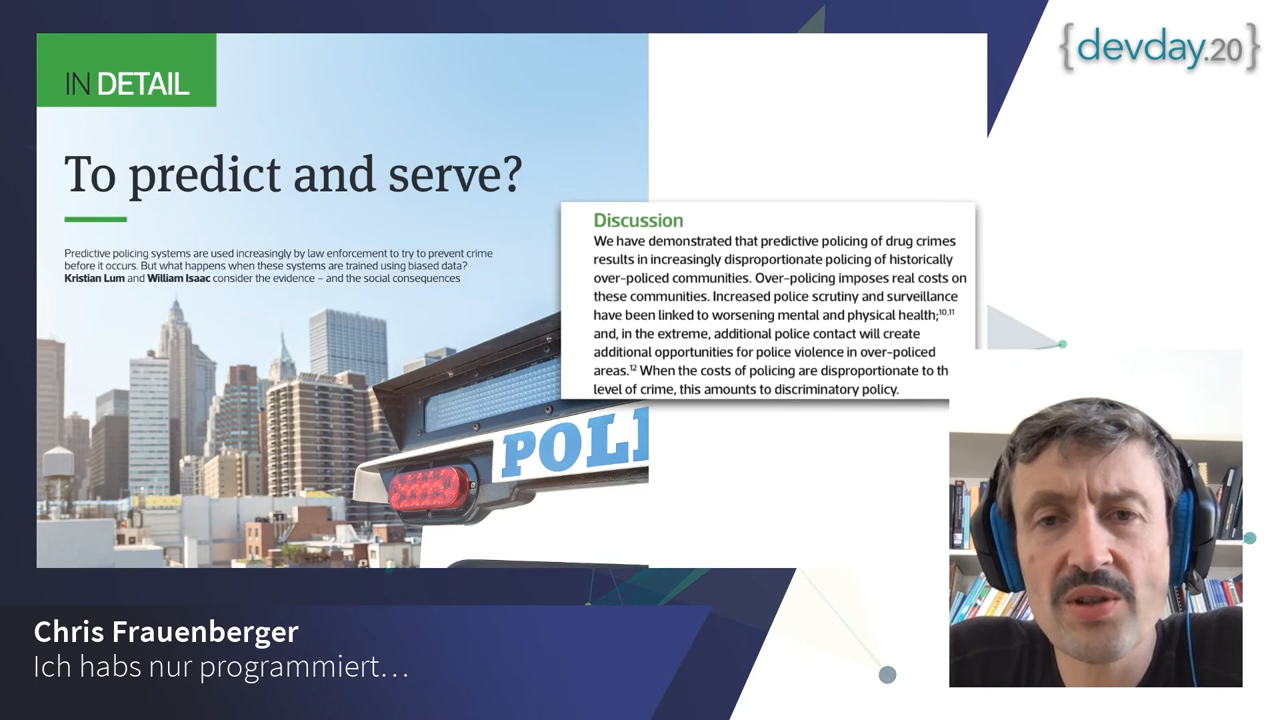 {devday.20}
IN DETAIL
To predict and serve?
Predictive policing systems are used increasingly by law enforcement to try to prevent crime
before it occurs. But what happens when these systems are trained using biased data?
Kristian Lum and William Isaac consider the evidence – and the social consequences
Discussion
We have demonstrated that predictive policing of drug crimes
results in increasingly disproportionate policing of historically
over-policed communities. Over-policing imposes real costs on
these communities. Increased police scrutiny and surveillance
have been linked to worsening mental and physical health;10,11
and, in the extreme, additional police contact will create
additional opportunities for police violence in over-policed
areas.12 When the costs of policing are disproportionate to th
level of crime, this amounts to discriminatory policy.
POLI
Chris Frauenberger
Ich habs nur programmiert...